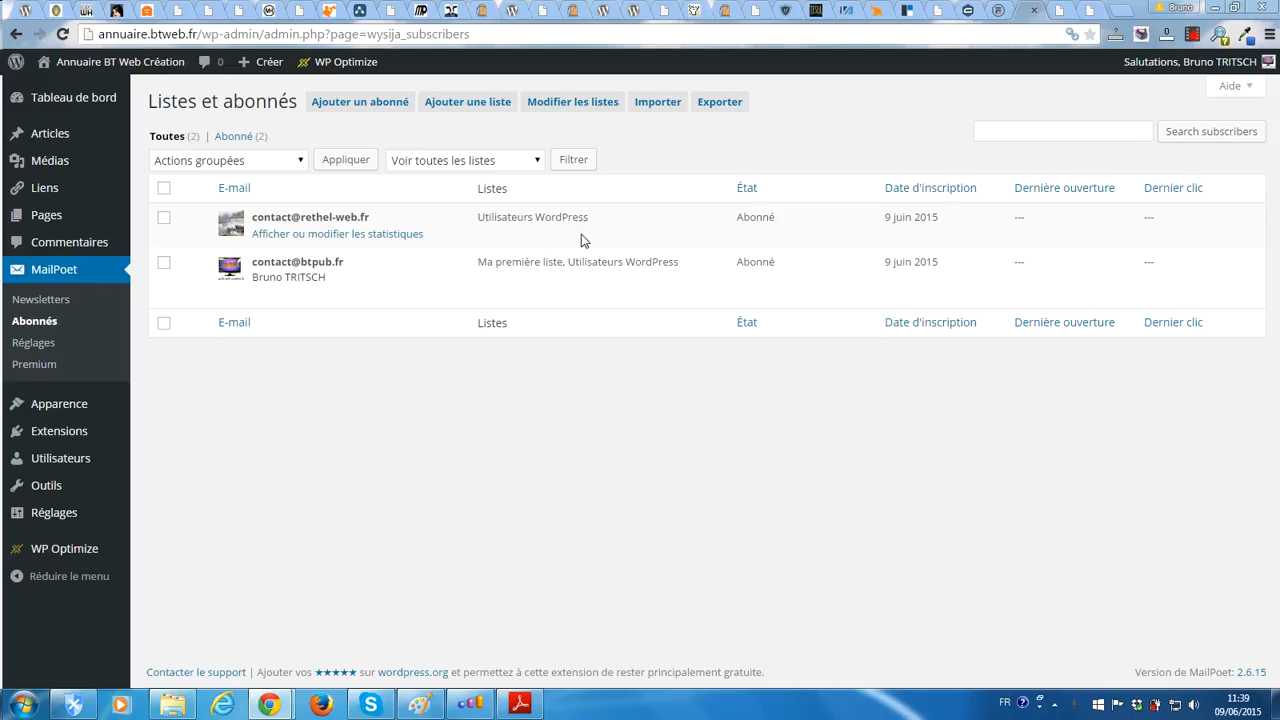 Bruno
annuaire.btweb.fr/wp-admin/admin.php?page=wysija_subscribers
Annuaire BT Web Création 0 Créer WP Optimize Salutations, Bruno TRITSCH
Aide
Tableau de bord
Articles
Médias
Liens
Pages
Commentaires
MailPoet
Newsletters
Abonnés
Réglages
Premium
Apparence
Extensions
Utilisateurs
Outils
Réglages
WP Optimize
Réduire le menu
Listes et abonnés Ajouter un abonné Ajouter une liste Modifier les listes Importer Exporter
Toutes (2) | Abonné (2)
Search subscribers
Actions groupées Appliquer Voir toutes les listes Filtrer
E-mail Listes État Date d'inscription Dernière ouverture Dernier clic
contact@rethel-web.fr Utilisateurs WordPress Abonné 9 juin 2015 --- ---
Afficher ou modifier les statistiques
contact@btpub.fr Ma première liste, Utilisateurs WordPress Abonné 9 juin 2015 --- ---
Bruno TRITSCH
E-mail Listes État Date d'inscription Dernière ouverture Dernier clic
Contacter le support | Ajouter vos ★★★★★ sur wordpress.org et permettez à cette extension de rester principalement gratuite. Version de MailPoet: 2.6.15
FR 11:39
09/06/2015